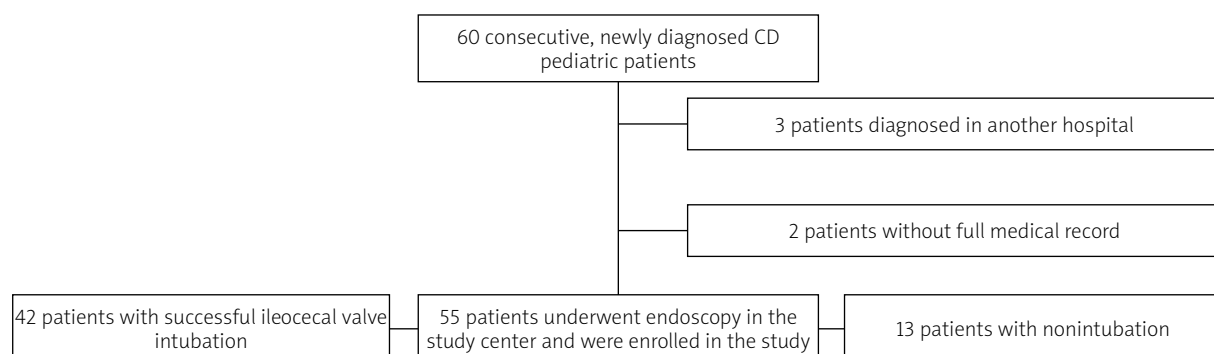 60 consecutive, newly diagnosed CD
pediatric patients
3 patients diagnosed in another hospital
2 patients without full medical record
42 patients with successful ileocecal valve
intubation
55 patients underwent endoscopy in the
study center and were enrolled in the study
13 patients with nonintubation